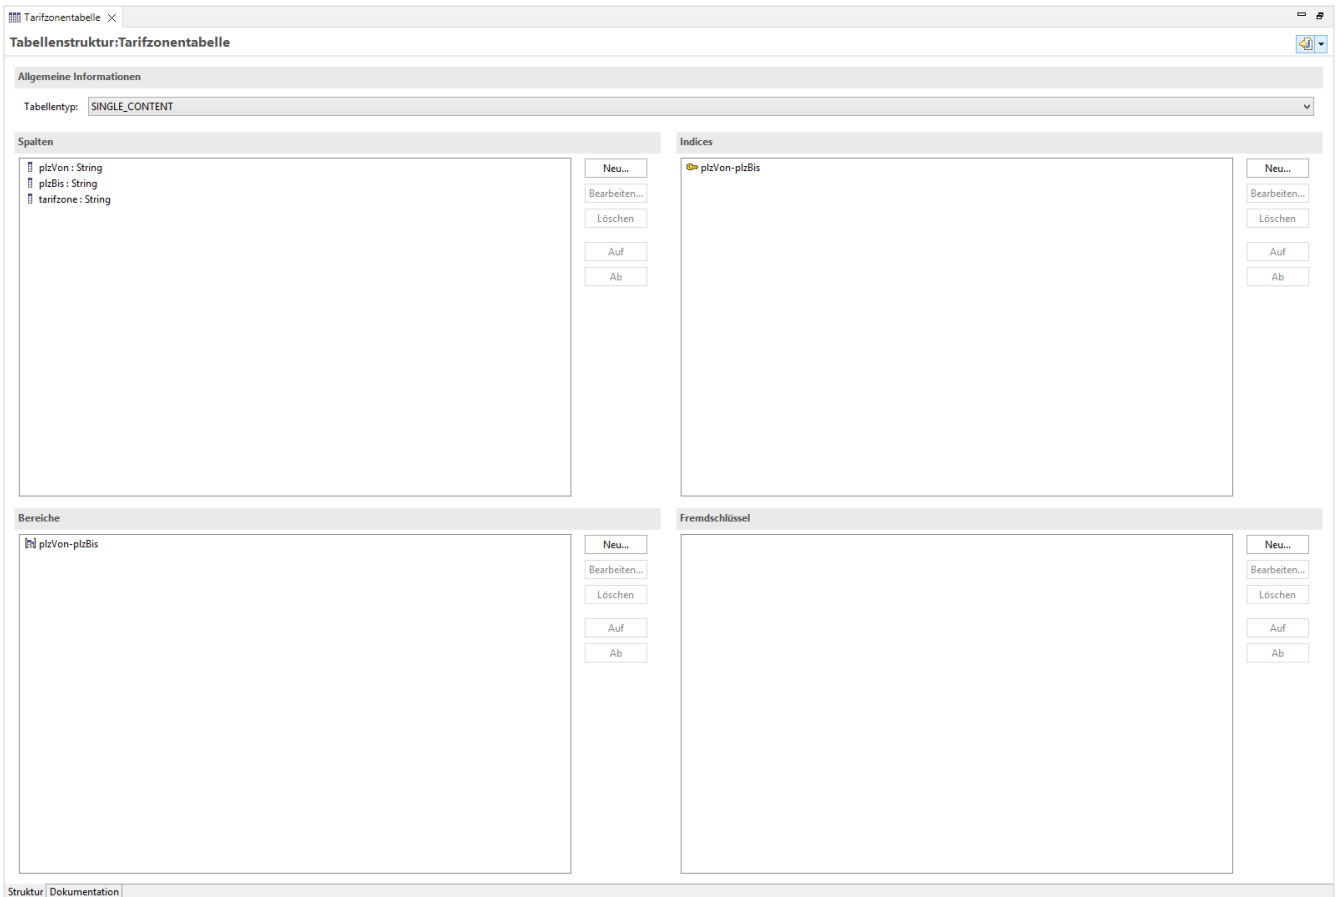 Tarifzonentabelle
Tabellenstruktur:Tarifzonentabelle
Allgemeine Informationen
Tabellentyp: SINGLE_CONTENT
Spalten
plzVon : String
plzBis : String
tarifzone : String
Neu...
Bearbeiten...
Löschen
Auf
Ab
Indices
plzVon-plzBis
Neu...
Bearbeiten...
Löschen
Auf
Ab
Bereiche
plzVon-plzBis
Neu...
Bearbeiten...
Löschen
Auf
Ab
Fremdschlüssel
Neu...
Bearbeiten...
Löschen
Auf
Ab
Struktur Dokumentation